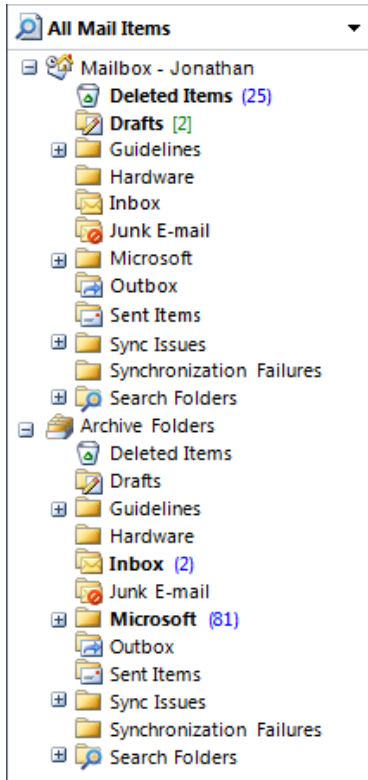 All Mail Items
Mailbox - Jonathan
Deleted Items (25)
Drafts [2]
Guidelines
Hardware
Inbox
Junk E-mail
Microsoft
Outbox
Sent Items
Sync Issues
Synchronization Failures
Search Folders
Archive Folders
Deleted Items
Drafts
Guidelines
Hardware
Inbox (2)
Junk E-mail
Microsoft (81)
Outbox
Sent Items
Sync Issues
Synchronization Failures
Search Folders